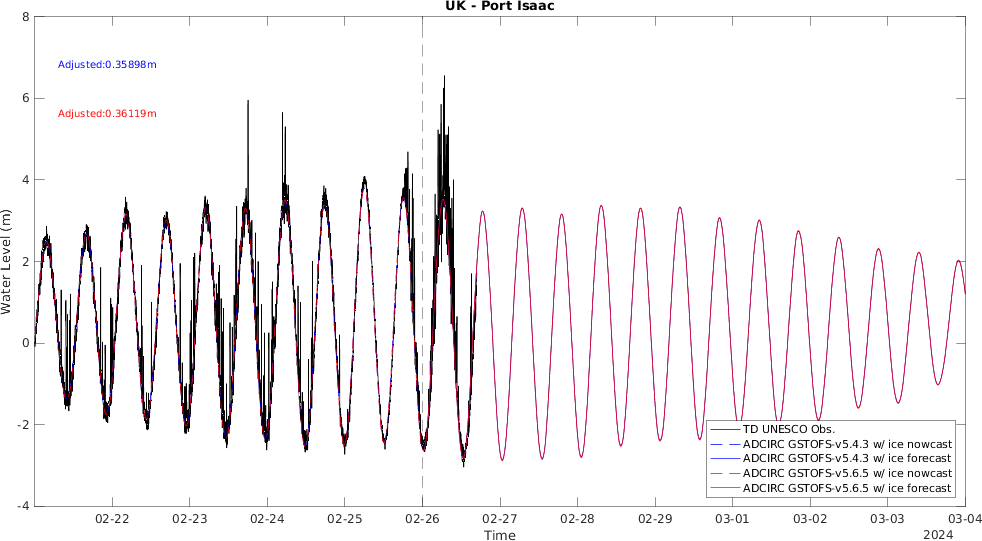 UK - Port Isaac
8
6
4
2
0
-2
-4
Water Level (m)
Adjusted:0.35898m
Adjusted:0.36119m
TD UNESCO Obs.
ADCIRC GSTOFS-v5.4.3 w/ ice nowcast
ADCIRC GSTOFS-v5.4.3 w/ ice forecast
ADCIRC GSTOFS-v5.6.5 w/ ice nowcast
ADCIRC GSTOFS-v5.6.5 w/ ice forecast
02-22 02-23 02-24 02-25 02-26 02-27 02-28 02-29 03-01 03-02 03-03 03-04
Time
2024